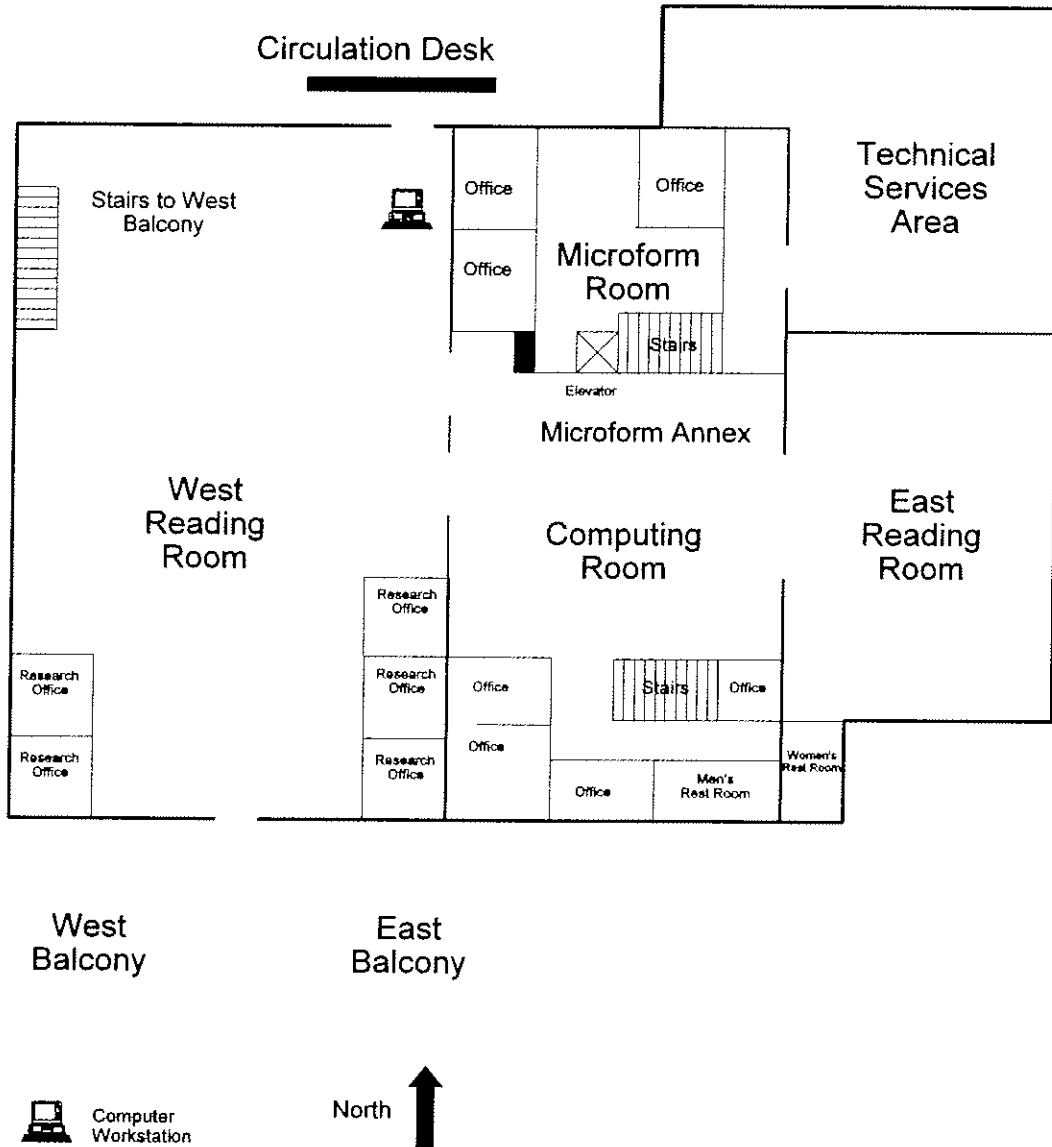 Circulation Desk
Technical
Services
Area
Stairs to West
Balcony
Office
Office
Office
Microform
Room
Stairs
Elevator
Microform Annex
West
Reading
Room
Computing
Room
East
Reading
Room
Research
Office
Research
Office
Research
Office
Office
Stairs
Office
Research
Office
Research
Office
Office
Office
Men's
Rest Room
Women's
Rest Room
West
Balcony
East
Balcony
Computer
Workstation
North